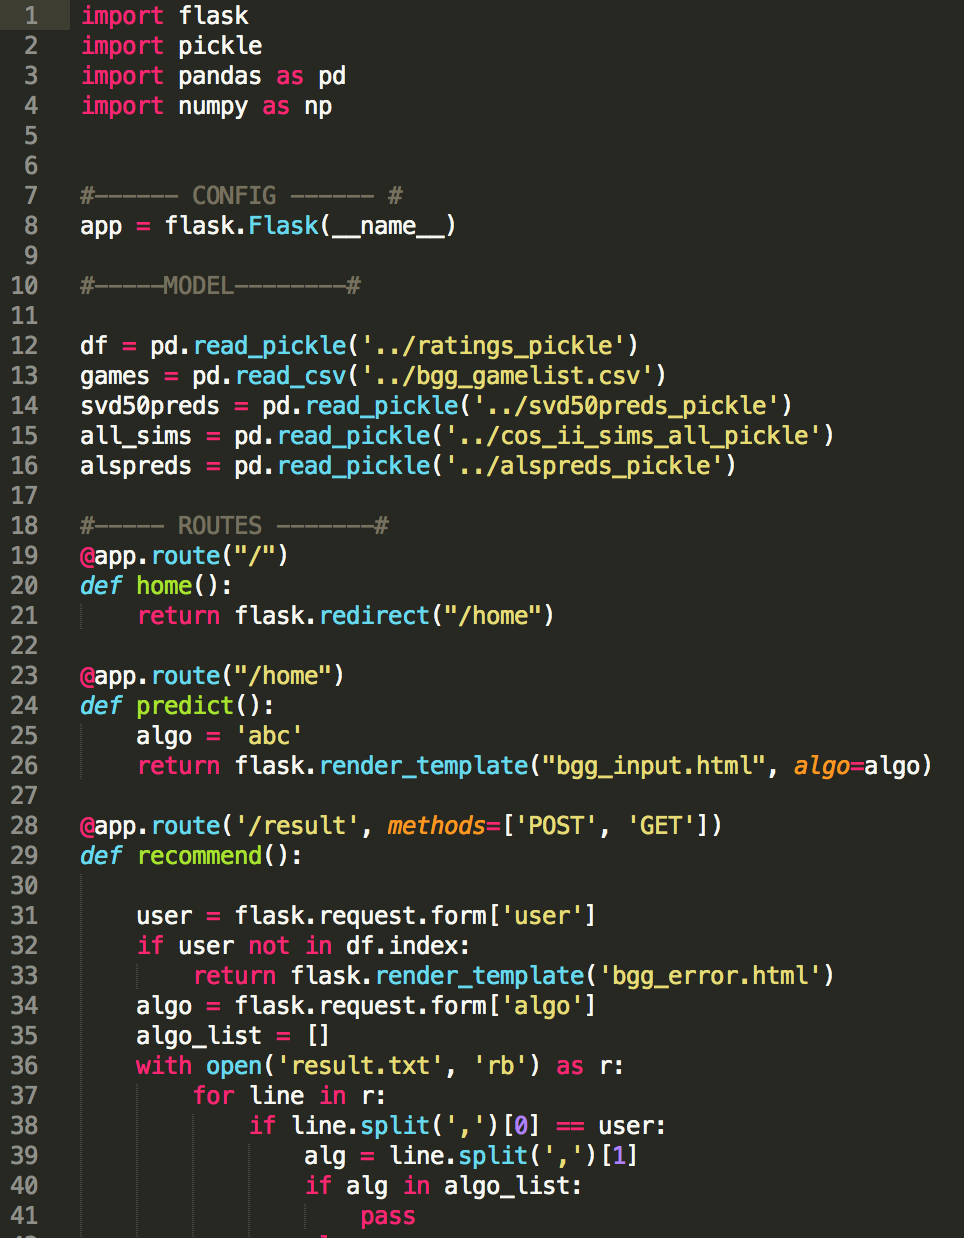 1 import flask
2 import pickle
3 import pandas as pd
4 import numpy as np
5
6
7 #------ CONFIG ------ #
8 app = flask.Flask(__name__)
9
10 #-----MODEL--------#
11
12 df = pd.read_pickle('../ratings_pickle')
13 games = pd.read_csv('../bgg_gamelist.csv')
14 svd50preds = pd.read_pickle('../svd50preds_pickle')
15 all_sims = pd.read_pickle('../cos_ii_sims_all_pickle')
16 alspreds = pd.read_pickle('../alspreds_pickle')
17
18 #----- ROUTES -------#
19 @app.route("/")
20 def home():
21     return flask.redirect("/home")
22
23 @app.route("/home")
24 def predict():
25     algo = 'abc'
26     return flask.render_template("bgg_input.html", algo=algo)
27
28 @app.route('/result', methods=['POST', 'GET'])
29 def recommend():
30
31     user = flask.request.form['user']
32     if user not in df.index:
33         return flask.render_template('bgg_error.html')
34     algo = flask.request.form['algo']
35     algo_list = []
36     with open('result.txt', 'rb') as r:
37         for line in r:
38             if line.split(',')[0] == user:
39                 alg = line.split(',')[1]
40                 if alg in algo_list:
41                     pass